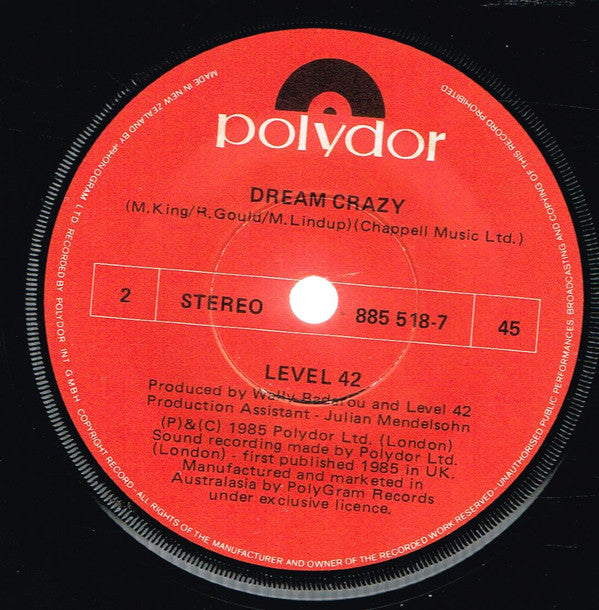 polydor
DREAM CRAZY
(M.King/R.Gould/M.Lindup)(Chappell Music Ltd.)
2 STEREO 885 518-7 45
LEVEL 42
Produced by Wally Badarou and Level 42
Production Assistant - Julian Mendelsohn
(P)&(C) 1985 Polydor Ltd. (London)
Sound recording made by Polydor Ltd.
(London) - first published 1985 in UK.
Manufactured and marketed in
Australasia by PolyGram Records
under exclusive licence.
MADE IN NEW ZEALAND BY PHONOGRAM LTD. RECORDED BY POLYDOR INT. GMBH COPYRIGHT RECORD - ALL RIGHTS OF THE MANUFACTURER AND OWNER OF THE RECORDED WORK RESERVED - UNAUTHORISED PUBLIC PERFORMANCES, BROADCASTING AND COPYING OF THIS RECORD PROHIBITED